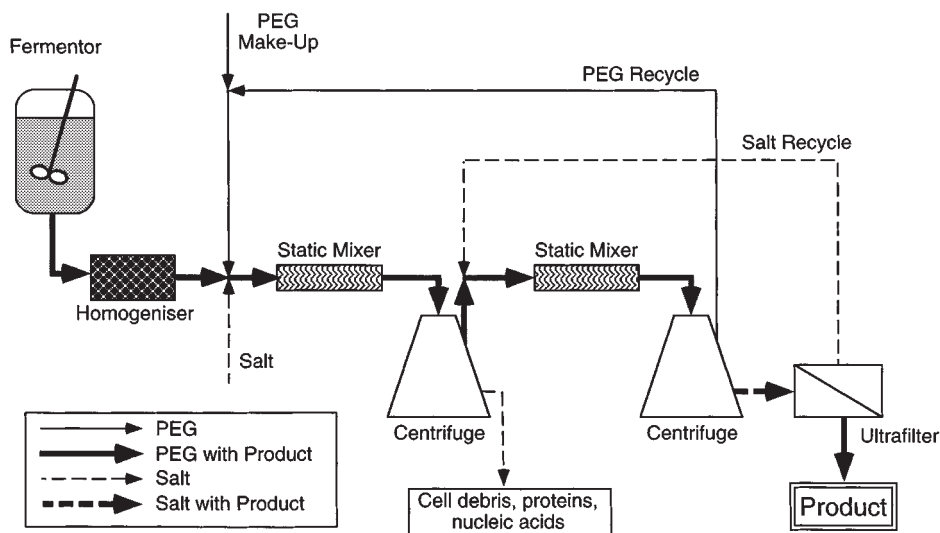 PEG
Make-Up
Fermentor
PEG Recycle
Salt Recycle
Static Mixer
Static Mixer
Homogeniser
Salt
Centrifuge
Centrifuge
Ultrafilter
PEG
PEG with Product
Salt
Salt with Product
Cell debris, proteins,
nucleic acids
Product